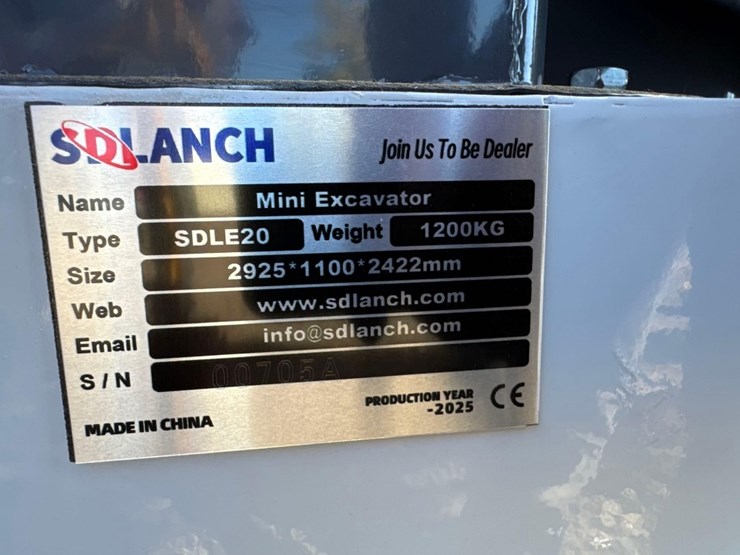 SDLANCH
Join Us To Be Dealer
Name Mini Excavator
Type SDLE20 Weight 1200KG
Size 2925*1100*2422mm
Web www.sdlanch.com
Email info@sdlanch.com
S/N 00705A
PRODUCTION YEAR
-2025 CE
MADE IN CHINA